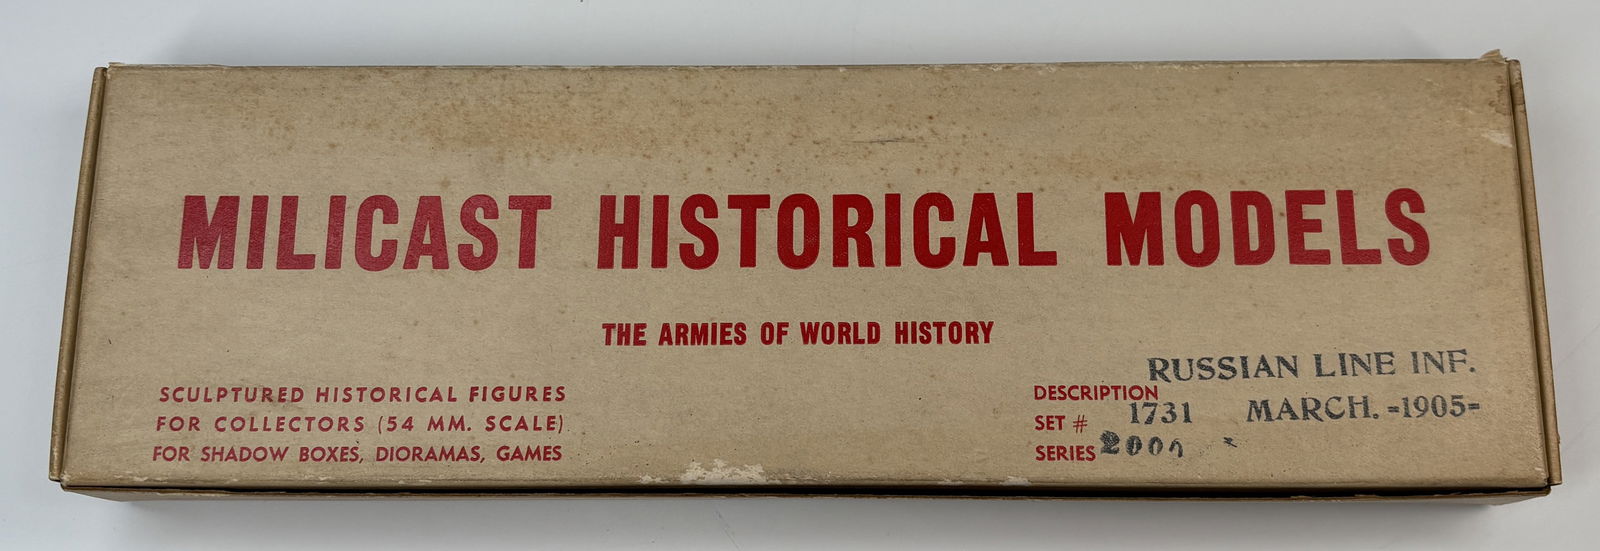 MILICAST HISTORICAL MODELS
THE ARMIES OF WORLD HISTORY
SCULPTURED HISTORICAL FIGURES
FOR COLLECTORS (54 MM. SCALE)
FOR SHADOW BOXES, DIORAMAS, GAMES
DESCRIPTION RUSSIAN LINE INF.
SET # 1731 MARCH. =1905=
SERIES 2000